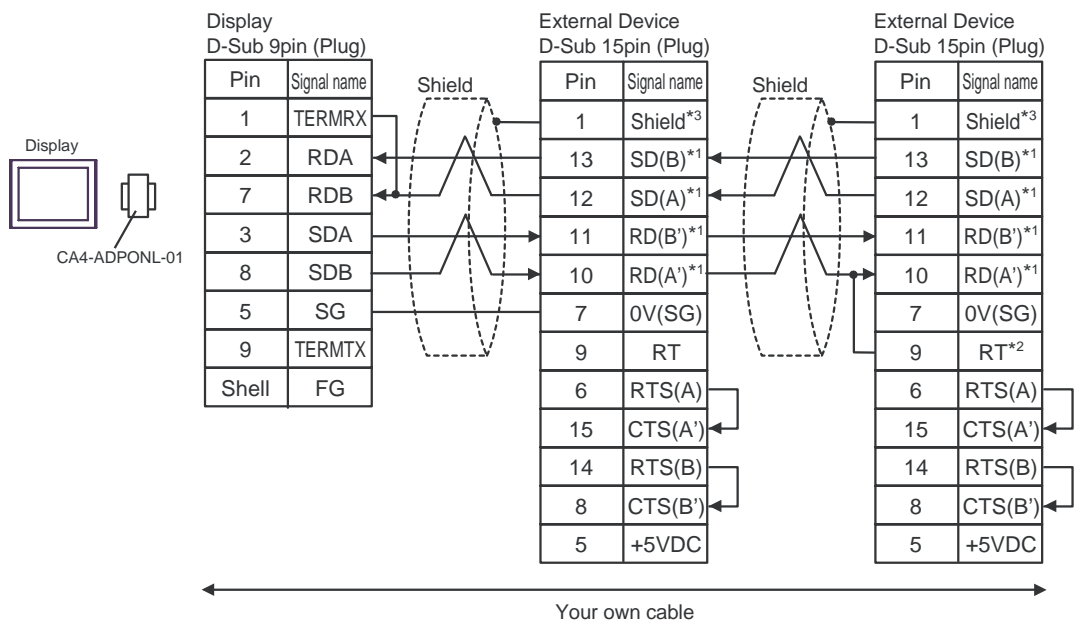 Display
D-Sub 9pin (Plug)
External Device
D-Sub 15pin (Plug)
External Device
D-Sub 15pin (Plug)
Display
CA4-ADPONL-01
Pin Signal name
1 TERMRX
2 RDA
7 RDB
3 SDA
8 SDB
5 SG
9 TERMTX
Shell FG
Shield
Pin Signal name
1 Shield*3
13 SD(B)*1
12 SD(A)*1
11 RD(B’)*1
10 RD(A’)*1
7 0V(SG)
9 RT
6 RTS(A)
15 CTS(A’)
14 RTS(B)
8 CTS(B’)
5 +5VDC
Shield
Pin Signal name
1 Shield*3
13 SD(B)*1
12 SD(A)*1
11 RD(B’)*1
10 RD(A’)*1
7 0V(SG)
9 RT*2
6 RTS(A)
15 CTS(A’)
14 RTS(B)
8 CTS(B’)
5 +5VDC
Your own cable